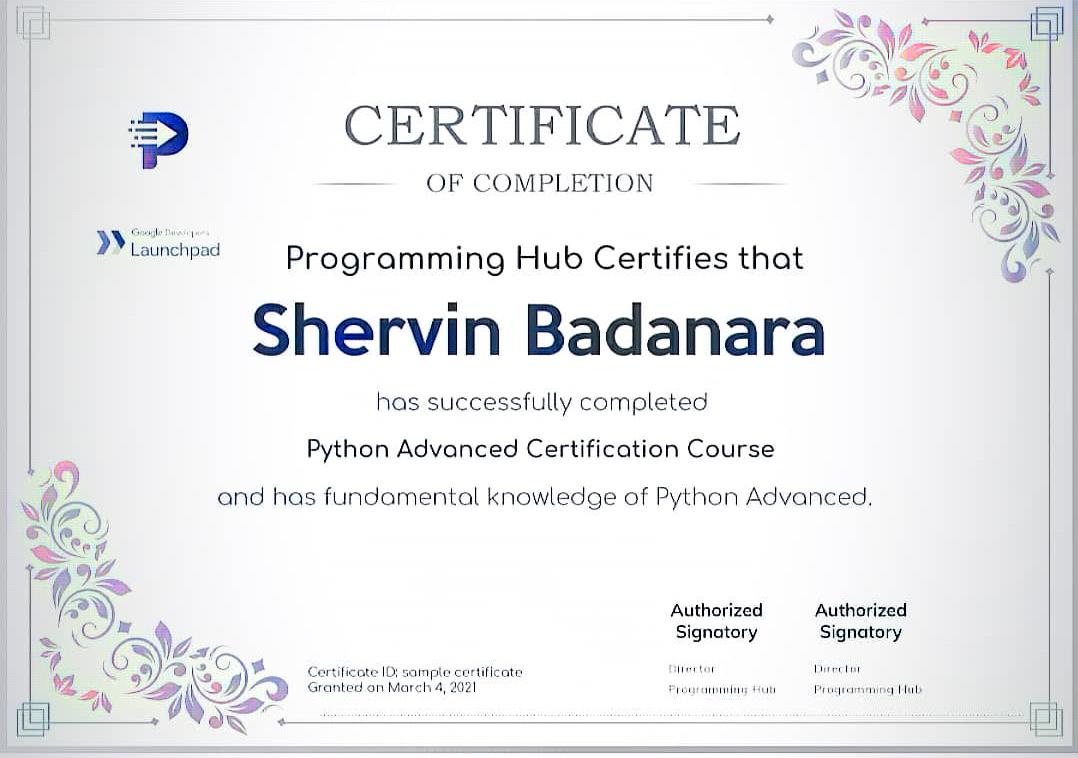 CERTIFICATE
OF COMPLETION
Google Developers
Launchpad
Programming Hub Certifies that
Shervin Badanara
has successfully completed
Python Advanced Certification Course
and has fundamental knowledge of Python Advanced.
Authorized
Signatory
Director
Programming Hub
Authorized
Signatory
Director
Programming Hub
Certificate ID: sample certificate
Granted on March 4, 2021